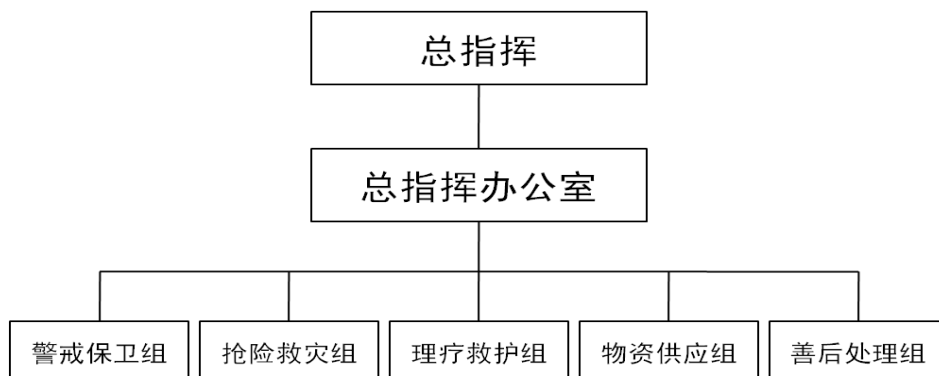 总指挥
总指挥办公室
警戒保卫组
抢险救灾组
理疗救护组
物资供应组
善后处理组